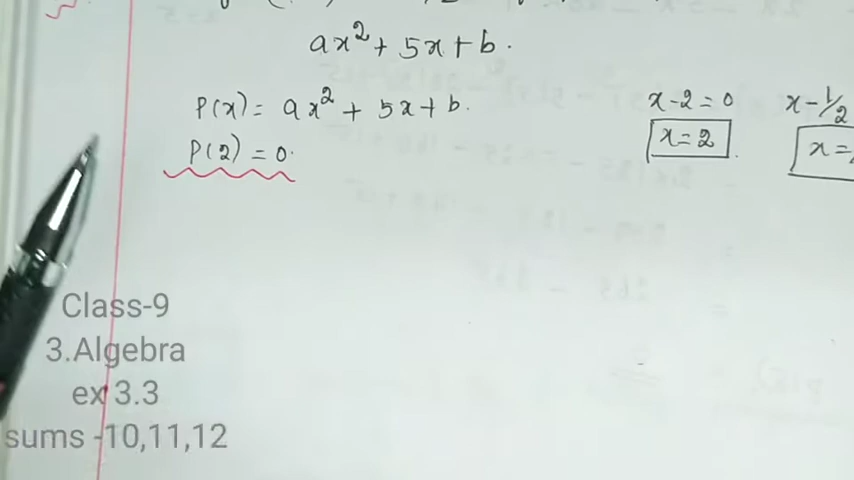 ax² + 5x + b.
P(x) = ax² + 5x + b.
x-2=0
x-1/2
P(2) = 0.
x=2
x=
Class-9
3.Algebra
ex 3.3
sums -10,11,12